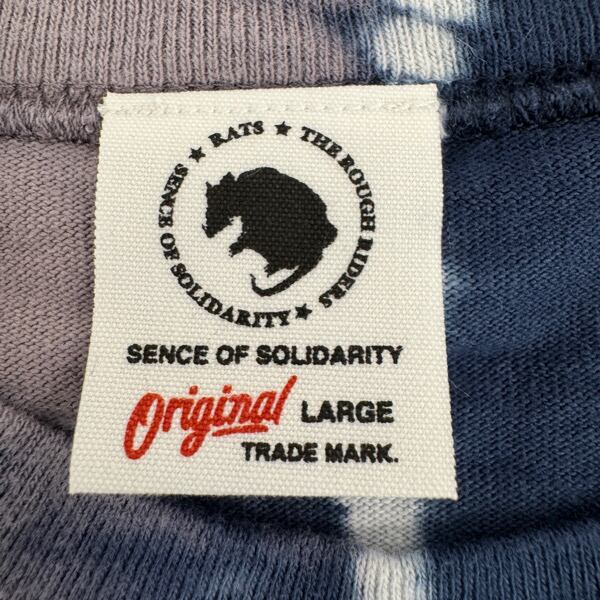 ★ RATS ★ THE ROUGH RIDERS ★ SENCE OF SOLIDARITY
SENCE OF SOLIDARITY
Original LARGE
TRADE MARK.